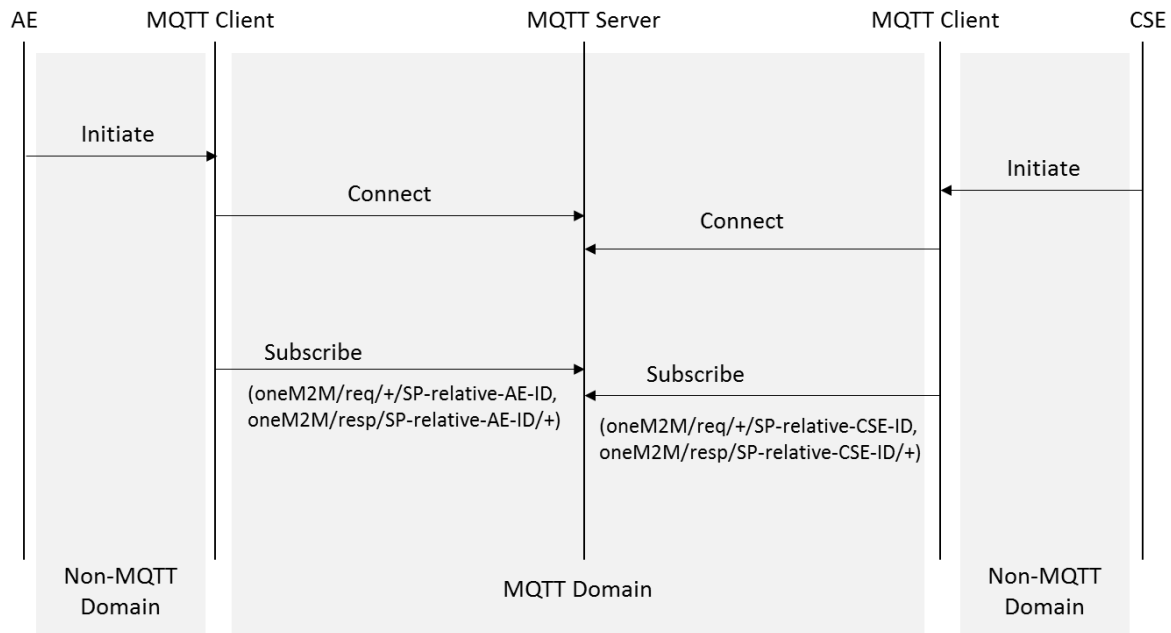 AE
MQTT Client
MQTT Server
MQTT Client
CSE
Initiate
Initiate
Connect
Connect
Subscribe
(oneM2M/req/+/SP-relative-AE-ID,
oneM2M/resp/SP-relative-AE-ID/+)
Subscribe
(oneM2M/req/+/SP-relative-CSE-ID,
oneM2M/resp/SP-relative-CSE-ID/+)
Non-MQTT
Domain
MQTT Domain
Non-MQTT
Domain